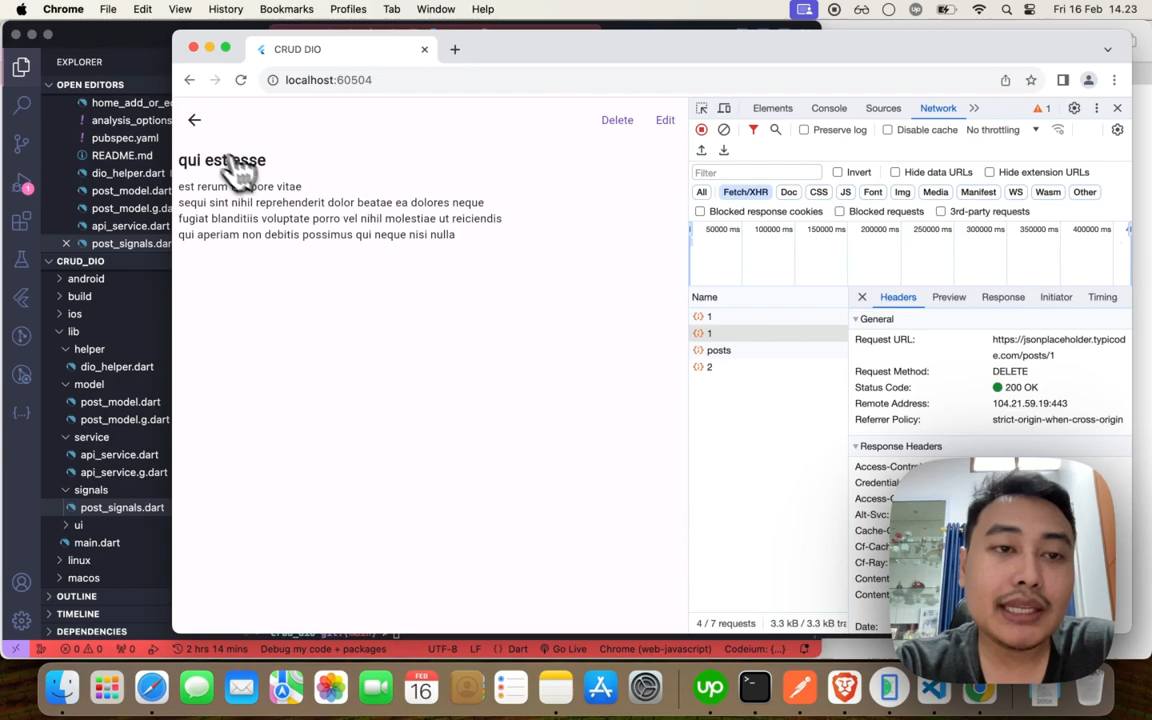 Chrome File Edit View History Bookmarks Profiles Tab Window Help Fri 16 Feb 14.23
EXPLORER
OPEN EDITORS
home_add_or_e
analysis_options
pubspec.yaml
README.md
dio_helper.dart
post_model.dart
post_model.g.da
api_service.dart
post_signals.dar
CRUD_DIO
android
build
ios
lib
helper
dio_helper.dart
model
post_model.dart
post_model.g.dart
service
api_service.dart
api_service.g.dart
signals
post_signals.dart
ui
main.dart
linux
macos
OUTLINE
TIMELINE
DEPENDENCIES
CRUD DIO
localhost:60504
Delete Edit
qui est esse
est rerum vitae
sequi sint nihil reprehenderit dolor beatae ea dolores neque
fugiat blanditiis voluptate porro vel nihil molestiae ut reiciendis
qui aperiam non debitis possimus qui neque nisi nulla
Elements Console Sources Network 1
Preserve log Disable cache No throttling
Filter Invert Hide data URLs Hide extension URLs
All Fetch/XHR Doc CSS JS Font Img Media Manifest WS Wasm Other
Blocked response cookies Blocked requests 3rd-party requests
50000 ms 100000 ms 150000 ms 200000 ms 250000 ms 300000 ms 350000 ms 400000 ms
Name
1
1
posts
2
4 / 7 requests 3.3 kB / 3.3 kB tra
Headers Preview Response Initiator Timing
General
Request URL: https://jsonplaceholder.typicod
e.com/posts/1
Request Method: DELETE
Status Code: 200 OK
Remote Address: 104.21.59.19:443
Referrer Policy: strict-origin-when-cross-origin
Response Headers
Access-Contr
Credential
Access-
Alt-Svc:
Cache-C
Cf-Cach
Cf-Ray:
Content
Content
Date:
0 0 0 2 hrs 14 mins Debug my code + packages UTF-8 LF {} Dart Go Live Chrome (web-javascript) Codeium: {...}
FEB
16
up